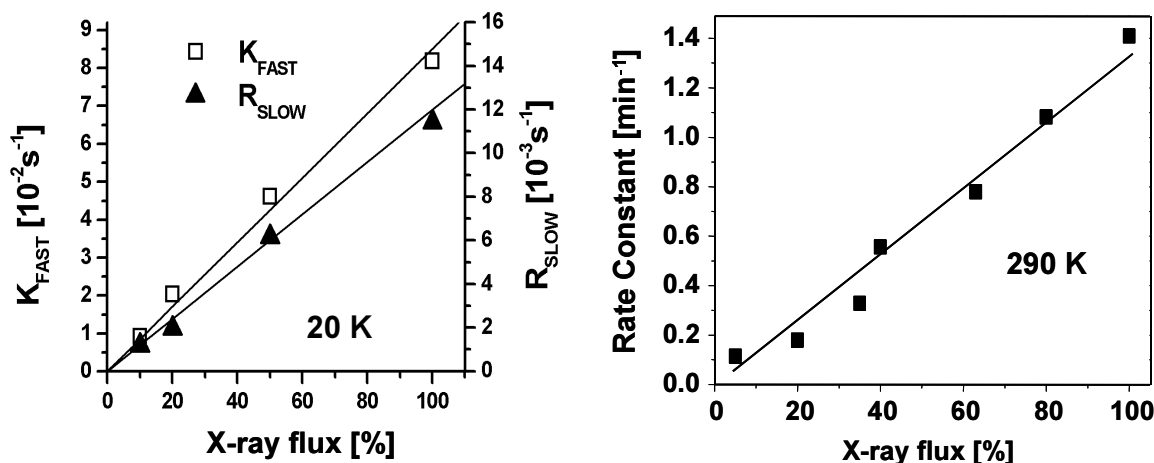 9
8
7
6
5
4
3
2
1
0
K_FAST [10^-2 s^-1]
K_FAST
R_SLOW
20 K
16
14
12
10
8
6
4
2
0
R_SLOW [10^-3 s^-1]
0 20 40 60 80 100
X-ray flux [%]
1.4
1.2
1.0
0.8
0.6
0.4
0.2
0.0
Rate Constant [min^-1]
290 K
0 20 40 60 80 100
X-ray flux [%]